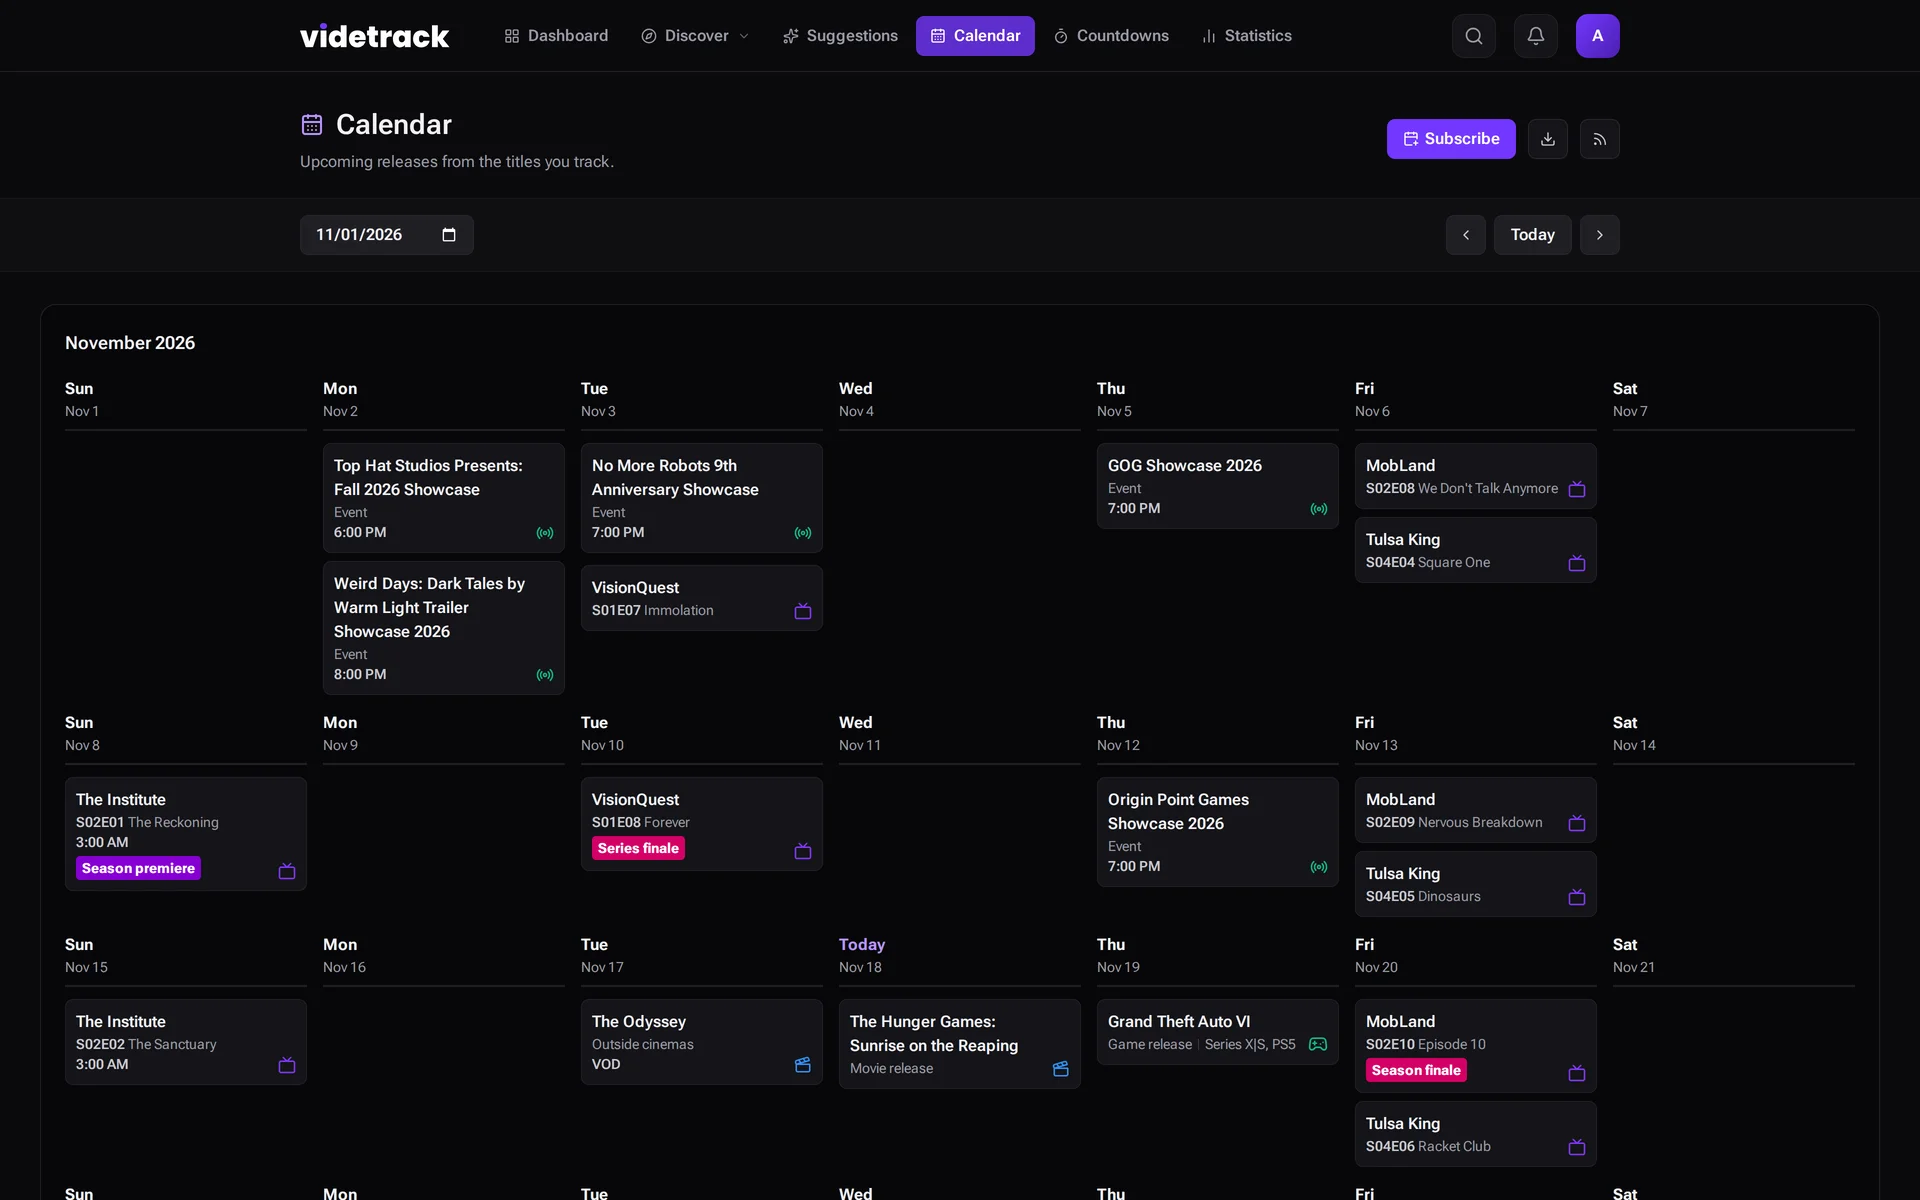 videtrack
Dashboard
Discover
Suggestions
Calendar
Countdowns
Statistics
A
Calendar
Upcoming releases from the titles you track.
Subscribe
11/01/2026
Today
November 2026
Sun
Nov 1
Mon
Nov 2
Top Hat Studios Presents:
Fall 2026 Showcase
Event
6:00 PM
Weird Days: Dark Tales by
Warm Light Trailer
Showcase 2026
Event
8:00 PM
Tue
Nov 3
No More Robots 9th
Anniversary Showcase
Event
7:00 PM
VisionQuest
S01E07 Immolation
Wed
Nov 4
Thu
Nov 5
GOG Showcase 2026
Event
7:00 PM
Fri
Nov 6
MobLand
S02E08 We Don't Talk Anymore
Tulsa King
S04E04 Square One
Sat
Nov 7
Sun
Nov 8
The Institute
S02E01 The Reckoning
3:00 AM
Season premiere
Mon
Nov 9
Tue
Nov 10
VisionQuest
S01E08 Forever
Series finale
Wed
Nov 11
Thu
Nov 12
Origin Point Games
Showcase 2026
Event
7:00 PM
Fri
Nov 13
MobLand
S02E09 Nervous Breakdown
Tulsa King
S04E05 Dinosaurs
Sat
Nov 14
Sun
Nov 15
The Institute
S02E02 The Sanctuary
3:00 AM
Mon
Nov 16
Tue
Nov 17
The Odyssey
Outside cinemas
VOD
Today
Nov 18
The Hunger Games:
Sunrise on the Reaping
Movie release
Thu
Nov 19
Grand Theft Auto VI
Game release | Series X|S, PS5
Fri
Nov 20
MobLand
S02E10 Episode 10
Season finale
Tulsa King
S04E06 Racket Club
Sat
Nov 21
Sun
Mon
Tue
Wed
Thu
Fri
Sat